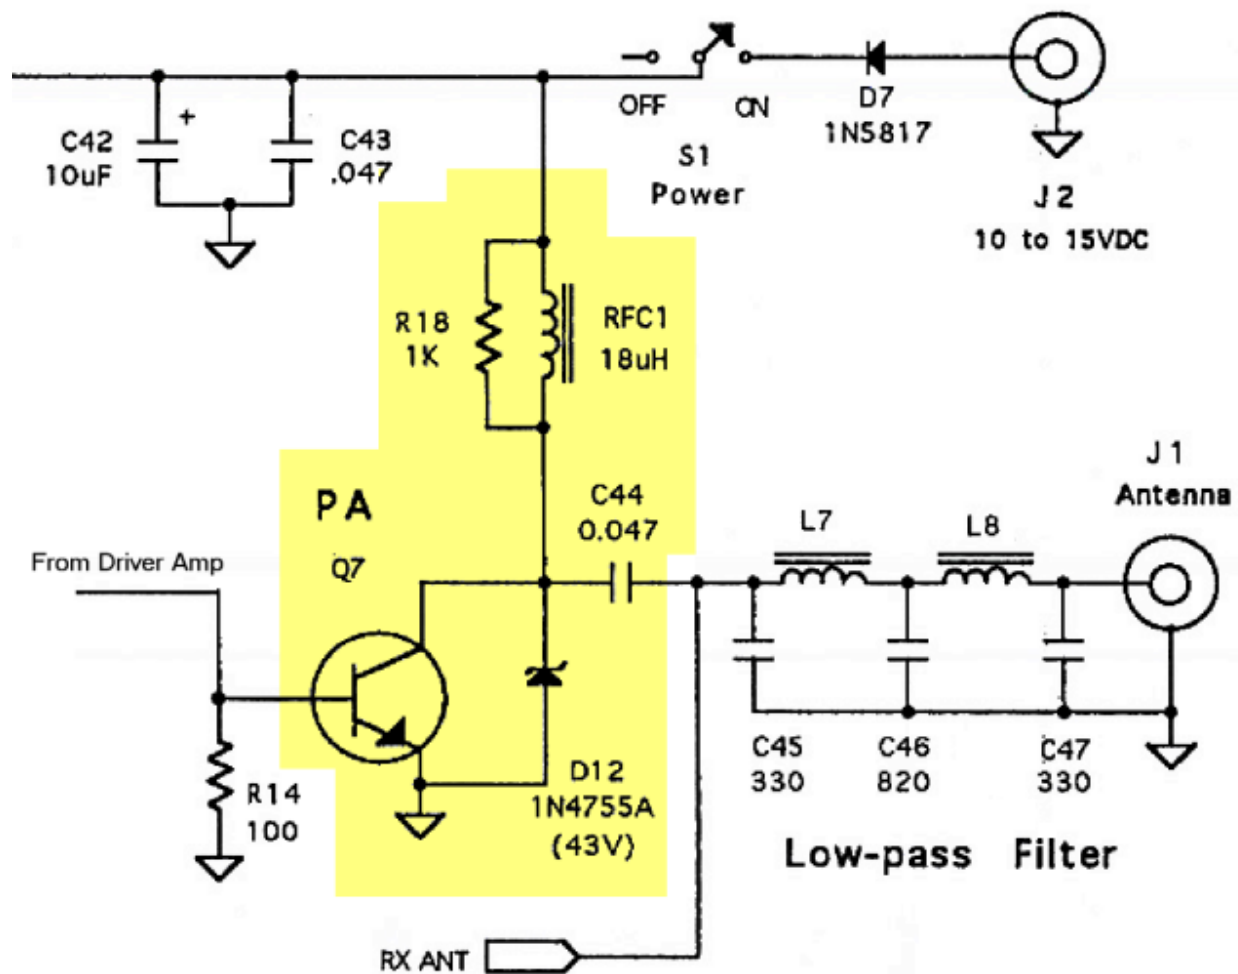 OFF
ON
D7
1N5817
S1
Power
J2
10 to 15VDC
+
C42
10uF
C43
.047
R18
1K
RFC1
18uH
PA
Q7
C44
0.047
From Driver Amp
L7
L8
J1
Antenna
R14
100
D12
1N4755A
(43V)
C45
330
C46
820
C47
330
Low-pass Filter
RX ANT